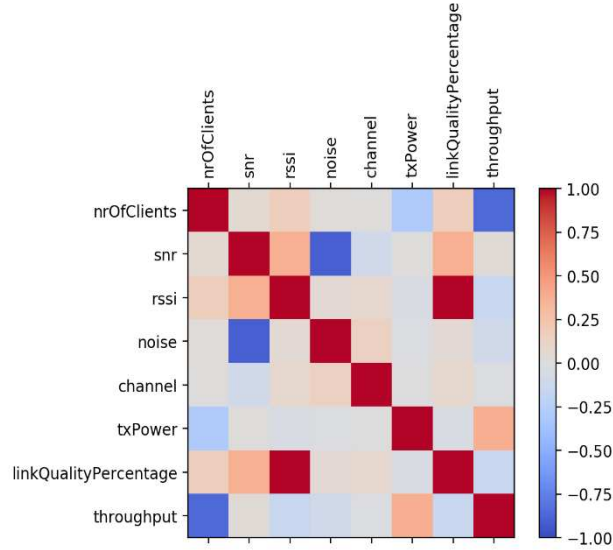 nrOfClients
snr
rssi
noise
channel
txPower
linkQualityPercentage
throughput
nrOfClients
snr
rssi
noise
channel
txPower
linkQualityPercentage
throughput
1.00
0.75
0.50
0.25
0.00
−0.25
−0.50
−0.75
−1.00